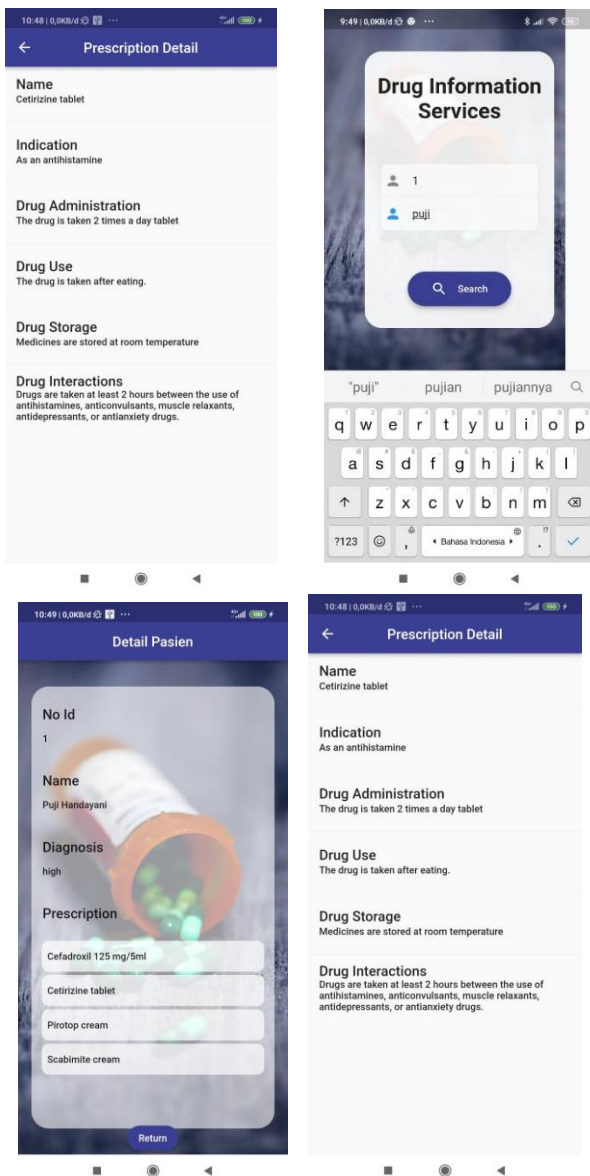 10:48 | 0,0KB/d
Prescription Detail
Name
Cetirizine tablet
Indication
As an antihistamine
Drug Administration
The drug is taken 2 times a day tablet
Drug Use
The drug is taken after eating.
Drug Storage
Medicines are stored at room temperature
Drug Interactions
Drugs are taken at least 2 hours between the use of
antihistamines, anticonvulsants, muscle relaxants,
antidepressants, or antianxiety drugs.
9:49 | 0,0KB/d
Drug Information
Services
1
puji
Search
"puji" pujian pujiannya
q w e r t y u i o p
a s d f g h j k l
z x c v b n m
?123 , Bahasa Indonesia .
10:49 | 0,0KB/d
100
Detail Pasien
No Id
1
Name
Puji Handayani
Diagnosis
high
Prescription
Cefadroxil 125 mg/5ml
Cetirizine tablet
Pirotop cream
Scabimite cream
Return
10:48 | 0,0KB/d
100
Prescription Detail
Name
Cetirizine tablet
Indication
As an antihistamine
Drug Administration
The drug is taken 2 times a day tablet
Drug Use
The drug is taken after eating.
Drug Storage
Medicines are stored at room temperature
Drug Interactions
Drugs are taken at least 2 hours between the use of
antihistamines, anticonvulsants, muscle relaxants,
antidepressants, or antianxiety drugs.